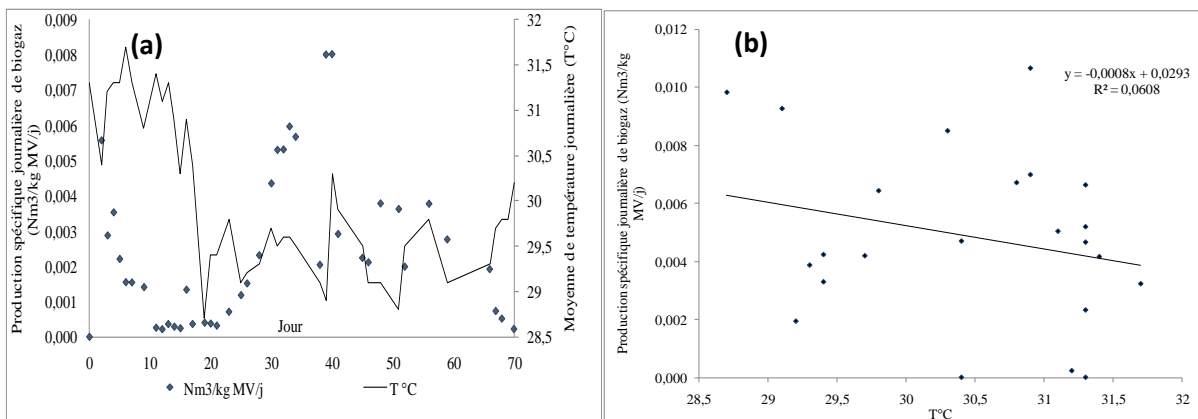 (a)
Production spécifique journalière de biogaz
(Nm3/kg MV/j)
0,009
0,008
0,007
0,006
0,005
0,004
0,003
0,002
0,001
0,000
32
31,5
31
30,5
30
29,5
29
28,5
Moyenne de température journalière (T°C)
Jour
0 10 20 30 40 50 60 70
Nm3/kg MV/j T °C
(b)
Production spécifique journalière de biogaz (Nm3/kg
MV/j)
0,012
0,010
0,008
0,006
0,004
0,002
0,000
y = -0,0008x + 0,0293
R² = 0,0608
28,5 29 29,5 30 30,5 31 31,5 32
T°C